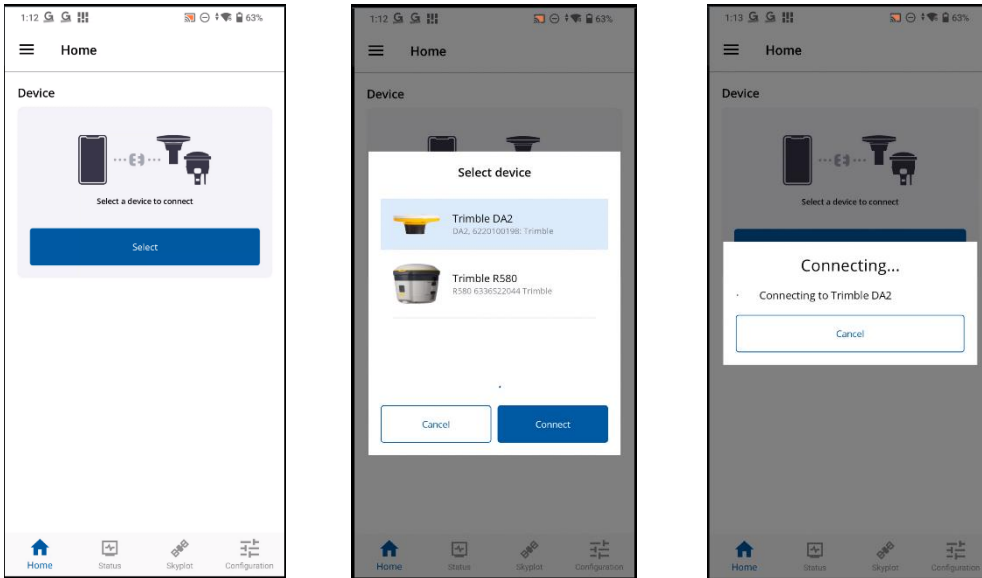 1:12 G G 63%
Home
Device
Select a device to connect
Select
Home Status Skyplot Configuration
1:12 G G 63%
Home
Device
Select device
Trimble DA2
DA2, 6220100198: Trimble
Trimble R580
R580 6336522044 Trimble
Cancel Connect
Home Status Skyplot Configuration
1:13 G G 63%
Home
Device
Select a device to connect
Connecting...
Connecting to Trimble DA2
Cancel
Home Status Skyplot Configuration